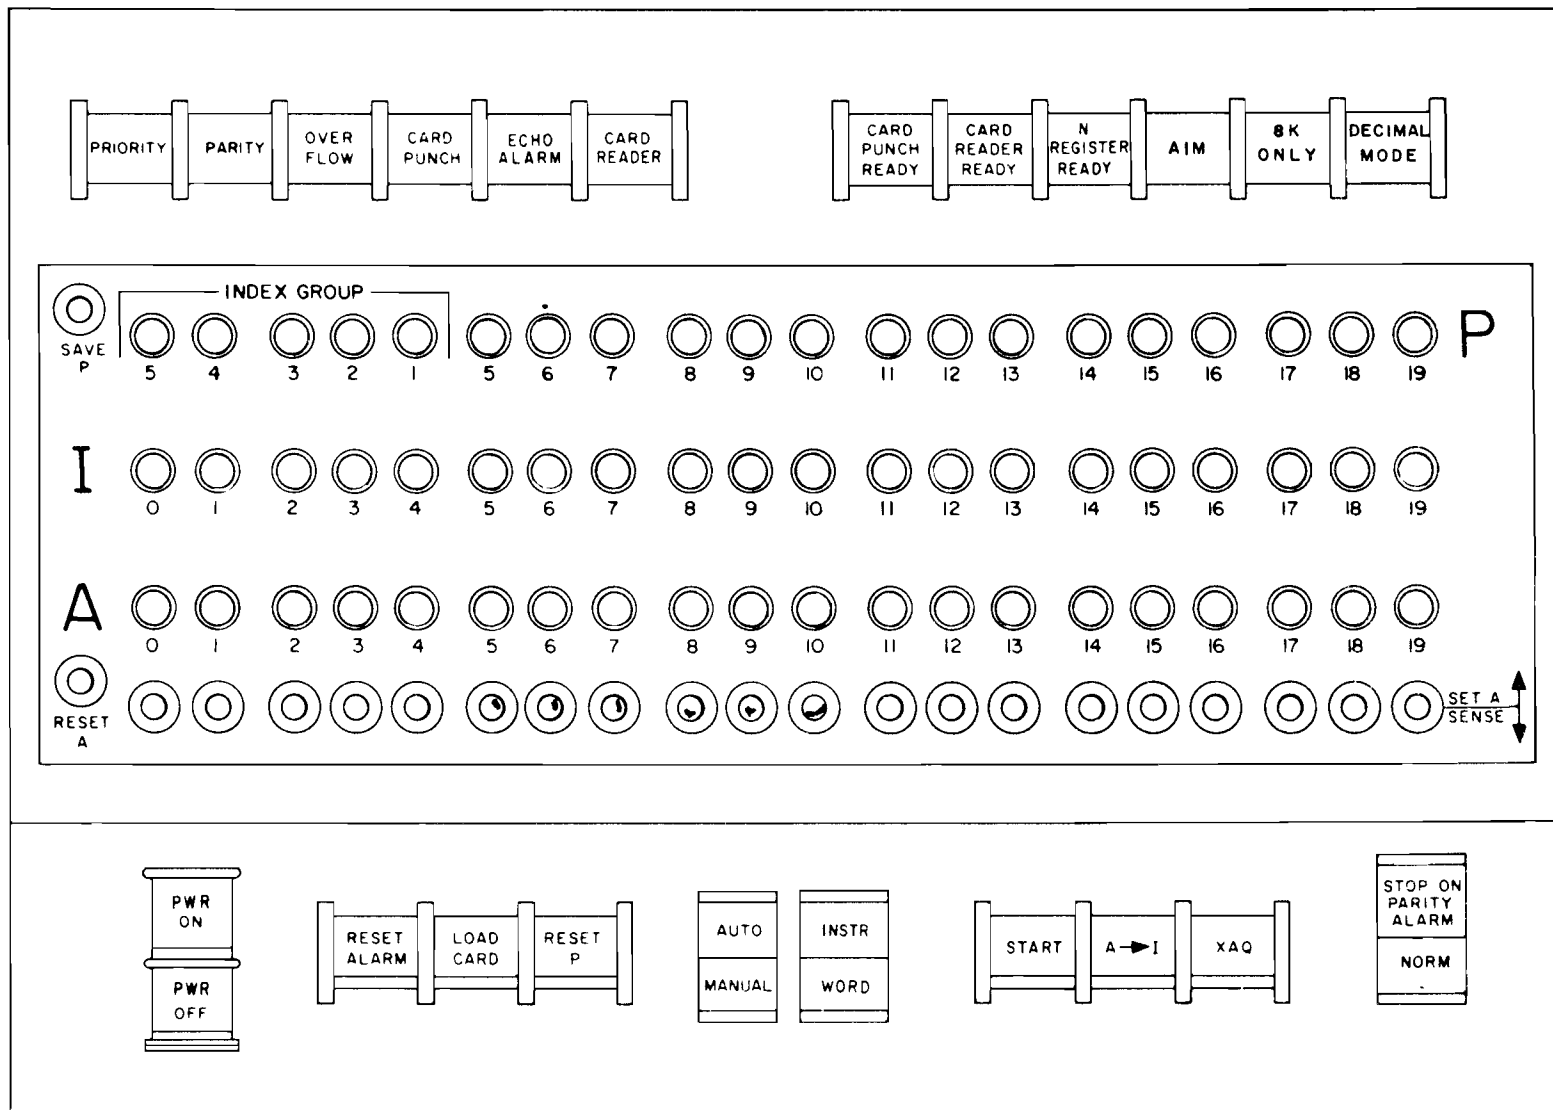 PRIORITY
PARITY
OVER
FLOW
CARD
PUNCH
ECHO
ALARM
CARD
READER
CARD
PUNCH
READY
CARD
READER
READY
N
REGISTER
READY
AIM
8K
ONLY
DECIMAL
MODE
SAVE
P
INDEX GROUP
P
5 4 3 2 1 5 6 7 8 9 10 11 12 13 14 15 16 17 18 19
I
0 1 2 3 4 5 6 7 8 9 10 11 12 13 14 15 16 17 18 19
A
0 1 2 3 4 5 6 7 8 9 10 11 12 13 14 15 16 17 18 19
RESET
A
SET A
SENSE
PWR
ON
PWR
OFF
RESET
ALARM
LOAD
CARD
RESET
P
AUTO
MANUAL
INSTR
WORD
START
A→I
XAQ
STOP ON
PARITY
ALARM
NORM